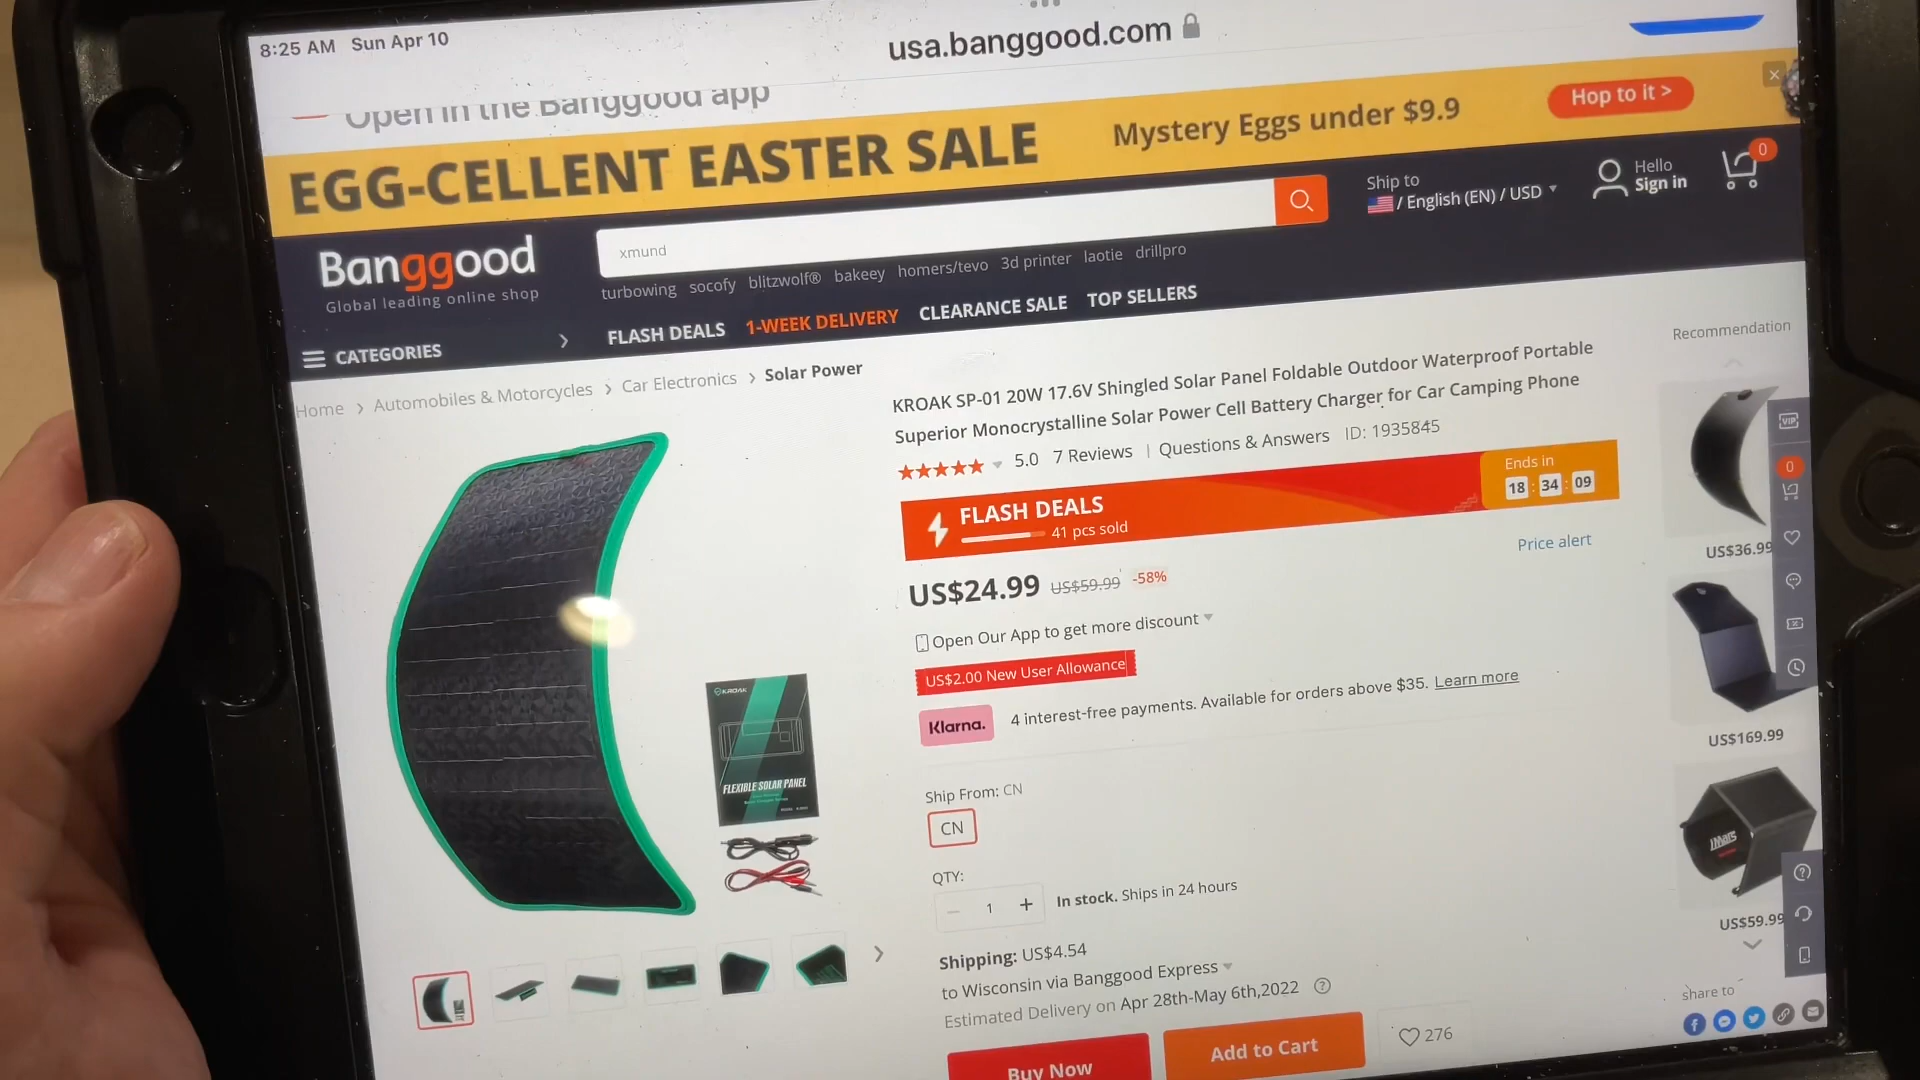 8:25 AM Sun Apr 10
usa.banggood.com
Open in the Banggood app
EGG-CELLENT EASTER SALE
Mystery Eggs under $9.9
Hop to it >
Banggood
Global leading online shop
xmund
turbowing socofy blitzwolf® bakeey homers/tevo 3d printer laotie drillpro
Ship to
/ English (EN) / USD
Hello
Sign in
0
CATEGORIES
FLASH DEALS 1-WEEK DELIVERY CLEARANCE SALE TOP SELLERS
Home > Automobiles & Motorcycles > Car Electronics > Solar Power
KROAK SP-01 20W 17.6V Shingled Solar Panel Foldable Outdoor Waterproof Portable
Superior Monocrystalline Solar Power Cell Battery Charger for Car Camping Phone
5.0 7 Reviews | Questions & Answers ID: 1935845
FLASH DEALS
41 pcs sold
Ends in
18 : 34 : 09
Price alert
US$24.99 US$59.99 -58%
Open Our App to get more discount
US$2.00 New User Allowance
Klarna. 4 interest-free payments. Available for orders above $35. Learn more
Ship From: CN
CN
QTY:
1 + In stock. Ships in 24 hours
Shipping: US$4.54
to Wisconsin via Banggood Express
Estimated Delivery on Apr 28th-May 6th,2022
Buy Now
Add to Cart
276
KROAK
FLEXIBLE SOLAR PANEL
Recommendation
US$36.99
US$169.99
US$59.99
VIP
0
share to